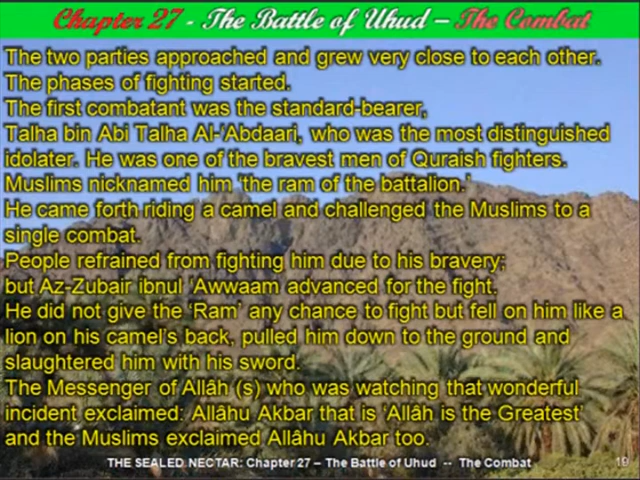 Chapter 27 - The Battle of Uhud – The Combat
The two parties approached and grew very close to each other.
The phases of fighting started.
The first combatant was the standard-bearer,
Talha bin Abi Talha Al-‘Abdaari, who was the most distinguished
idolater. He was one of the bravest men of Quraish fighters.
Muslims nicknamed him ‘the ram of the battalion.’
He came forth riding a camel and challenged the Muslims to a
single combat.
People refrained from fighting him due to his bravery;
but Az-Zubair ibnul ‘Awwaam advanced for the fight.
He did not give the ‘Ram’ any chance to fight but fell on him like a
lion on his camel’s back, pulled him down to the ground and
slaughtered him with his sword.
The Messenger of Allâh (s) who was watching that wonderful
incident exclaimed: Allâhu Akbar that is ‘Allâh is the Greatest’
and the Muslims exclaimed Allâhu Akbar too.
THE SEALED NECTAR: Chapter 27 – The Battle of Uhud -- The Combat